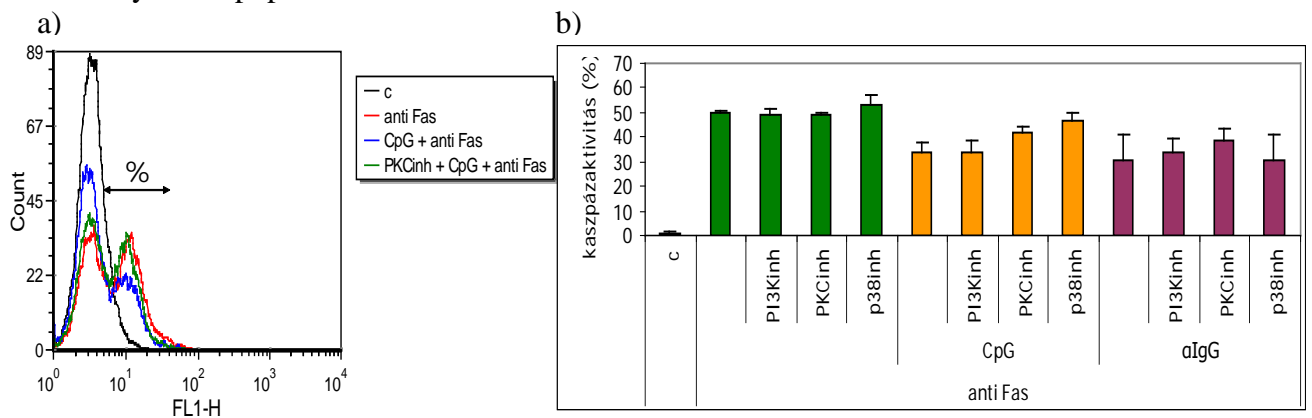 a)
b)
89
67
45
22
0
Count
%
10^0
10^1
10^2
10^3
10^4
FL1-H
c
anti Fas
CpG + anti Fas
PKCinh + CpG + anti Fas
kaszpázaktivitás (%)
70
60
50
40
30
20
10
0
c
PI3Kinh
PKCinh
p38inh
PI3Kinh
PKCinh
p38inh
PI3Kinh
PKCinh
p38inh
CpG
αIgG
anti Fas